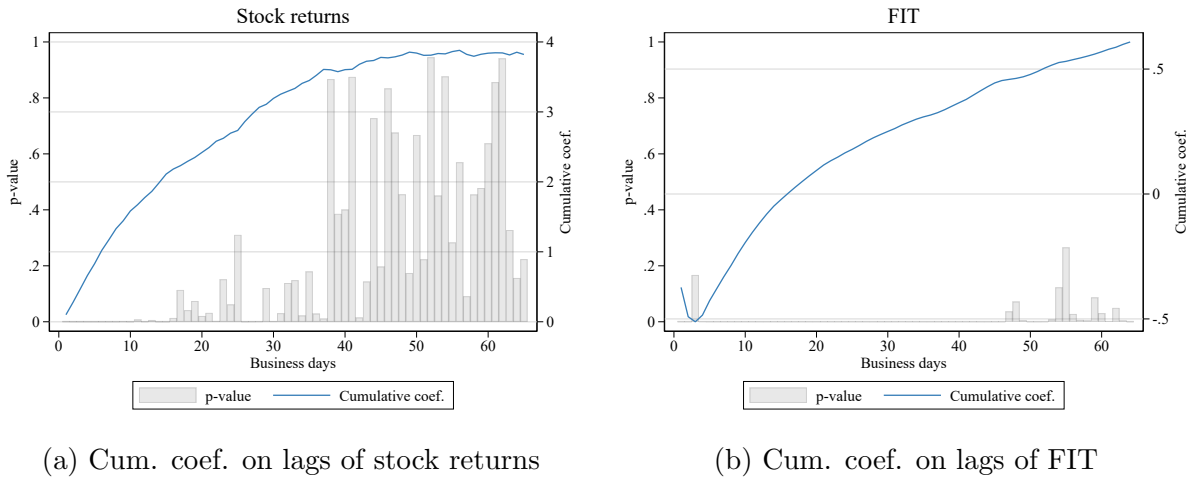 Stock returns
1
.8
.6
.4
.2
0
p-value
4
3
2
1
0
Cumulative coef.
0 10 20 30 40 50 60
Business days
p-value Cumulative coef.
(a) Cum. coef. on lags of stock returns
FIT
1
.8
.6
.4
.2
0
p-value
.5
0
-.5
Cumulative coef.
0 10 20 30 40 50 60
Business days
p-value Cumulative coef.
(b) Cum. coef. on lags of FIT